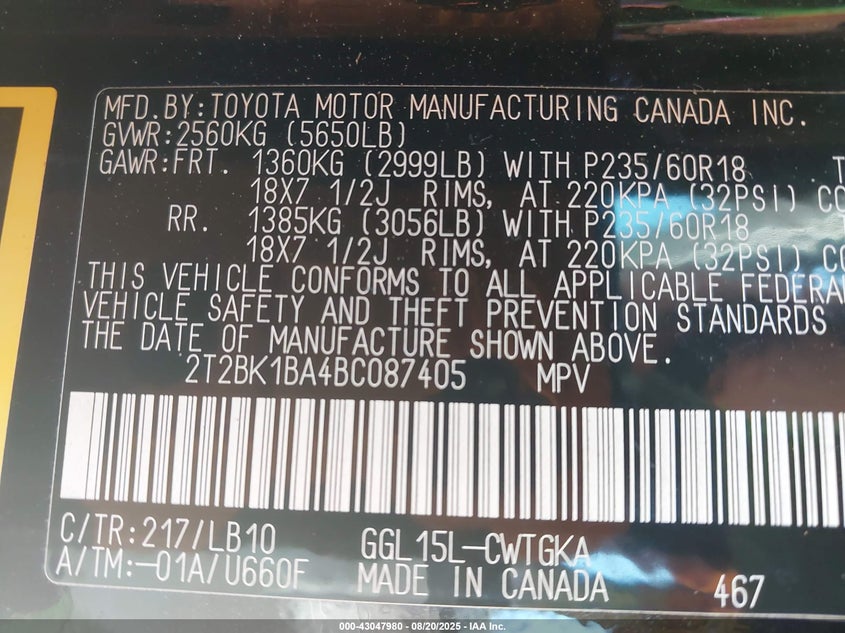 MFD.BY:TOYOTA MOTOR MANUFACTURING CANADA INC.
GVWR:2560KG (5650LB)
GAWR:FRT. 1360KG (2999LB) WITH P235/60R18 T
18X7 1/2J RIMS, AT 220KPA (32PSI) CO
RR. 1385KG (3056LB) WITH P235/60R18
18X7 1/2J RIMS, AT 220KPA (32PSI) CO
THIS VEHICLE CONFORMS TO ALL APPLICABLE FEDERA
VEHICLE SAFETY AND THEFT PREVENTION STANDARDS
THE DATE OF MANUFACTURE SHOWN ABOVE.
2T2BK1BA4BC087405 MPV
C/TR:217/LB10 GGL15L-CWTGKA
A/TM:-01A/U660F MADE IN CANADA 467
000-43047980 - 08/20/2025 - IAA Inc.